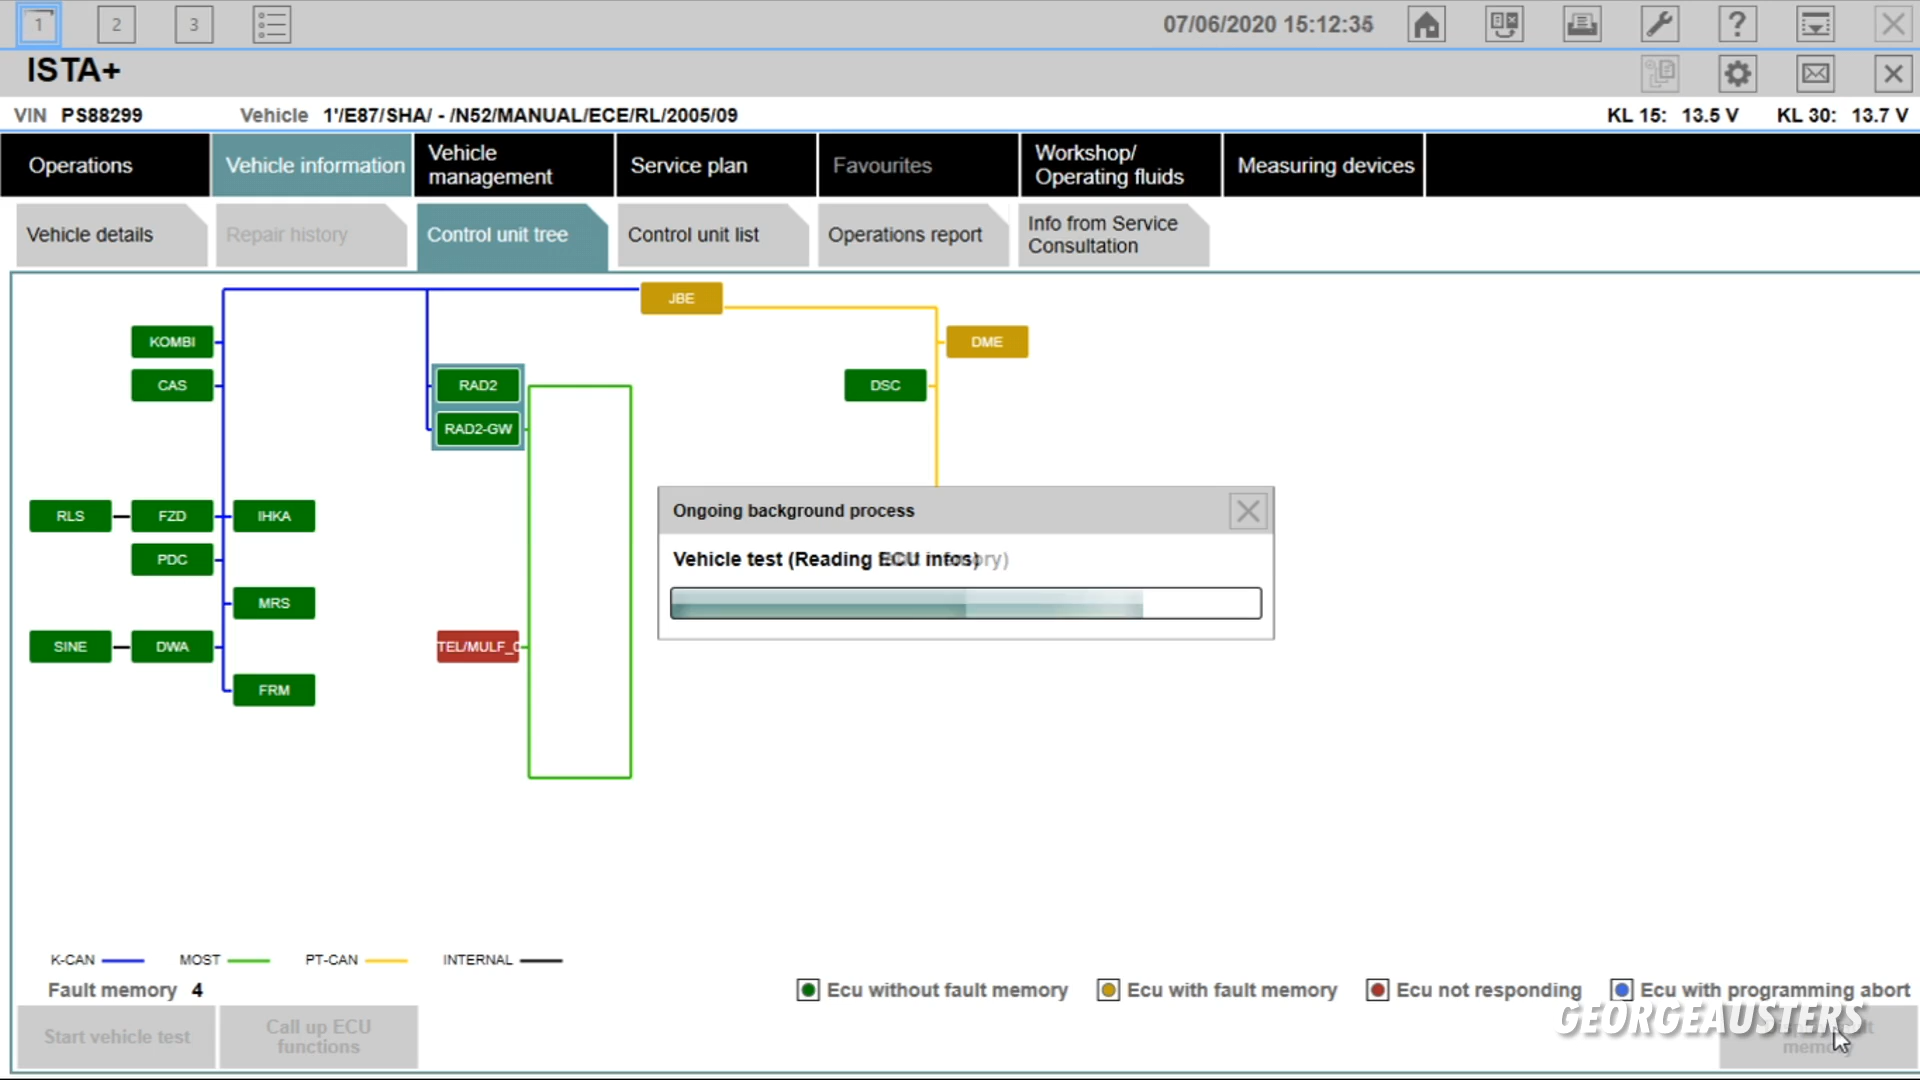 1
2
3
07/06/2020 15:12:35
?
ISTA+
VIN PS88299 Vehicle 1'/E87/SHA/ - /N52/MANUAL/ECE/RL/2005/09 KL 15: 13.5 V KL 30: 13.7 V
Operations
Vehicle information
Vehicle
management
Service plan
Favourites
Workshop/
Operating fluids
Measuring devices
Vehicle details
Repair history
Control unit tree
Control unit list
Operations report
Info from Service
Consultation
JBE
KOMBI
DME
CAS
RAD2
DSC
RAD2-GW
RLS
FZD
IHKA
PDC
MRS
SINE
DWA
TEL/MULF_
FRM
Ongoing background process
Vehicle test (Reading ECU infos)
K-CAN
MOST
PT-CAN
INTERNAL
Fault memory 4
Ecu without fault memory
Ecu with fault memory
Ecu not responding
Ecu with programming abort
Start vehicle test
Call up ECU
functions
GEORGEAUSTERS
memory